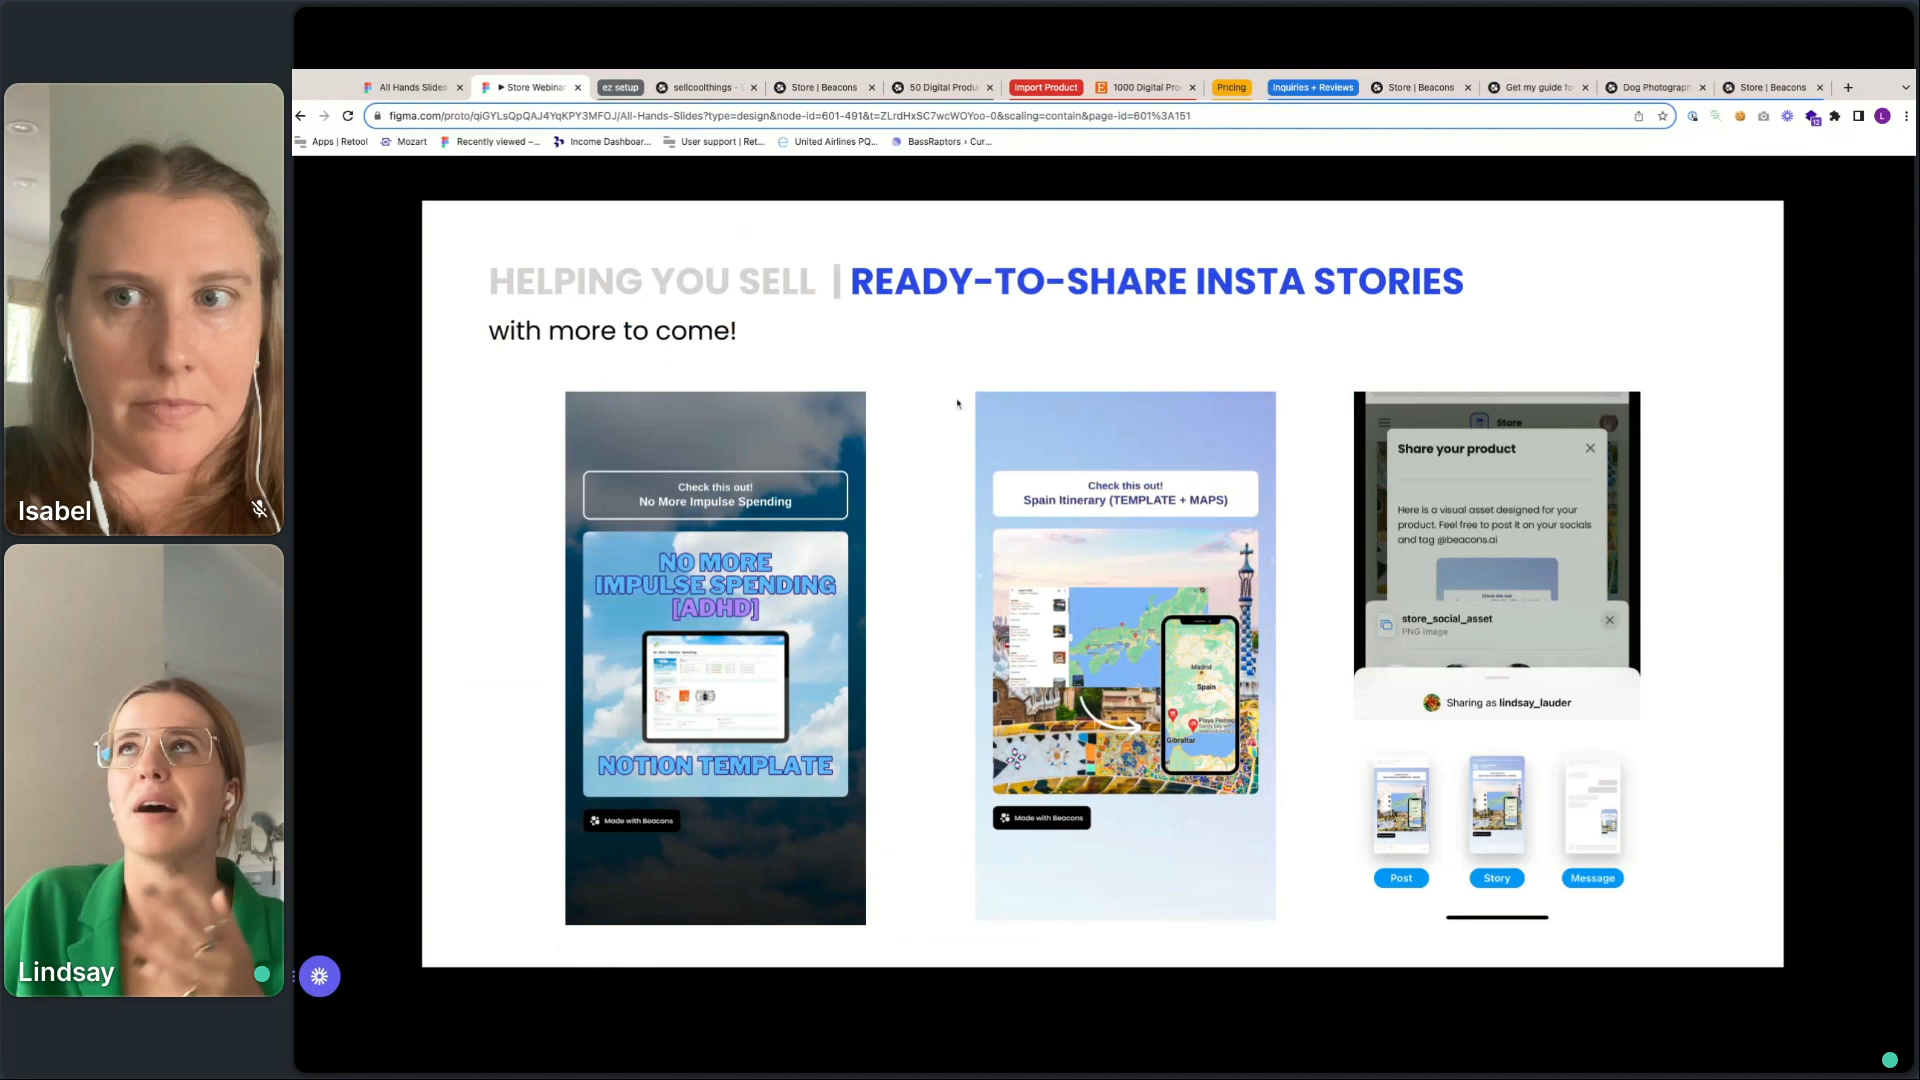 All Hands Slides
Store Webinar
ez setup
sellcoolthings -
Store | Beacons
50 Digital Produ
Import Product
1000 Digital Pro
Pricing
Inquiries + Reviews
Store | Beacons
Get my guide fo
Dog Photograph
Store | Beacons
figma.com/proto/qiGYLsQpQAJ4YqKPY3MFOJ/All-Hands-Slides?type=design&node-id=601-491&t=ZLrdHxSC7wcWOYoo-0&scaling=contain&page-id=601%3A151
L
12
Apps | Retool
Mozart
Recently viewed –...
Income Dashboar...
User support | Ret...
United Airlines PQ...
BassRaptors › Cur...
HELPING YOU SELL | READY-TO-SHARE INSTA STORIES
with more to come!
Check this out!
No More Impulse Spending
NO MORE
IMPULSE SPENDING
[ADHD]
NOTION TEMPLATE
Made with Beacons
Check this out!
Spain Itinerary (TEMPLATE + MAPS)
Madrid
Spain
Gibraltar
Made with Beacons
Store
Share your product
Here is a visual asset designed for your
product. Feel free to post it on your socials
and tag @beacons.ai
store_social_asset
PNG Image
Sharing as lindsay_lauder
Post
Story
Message
Isabel
Lindsay